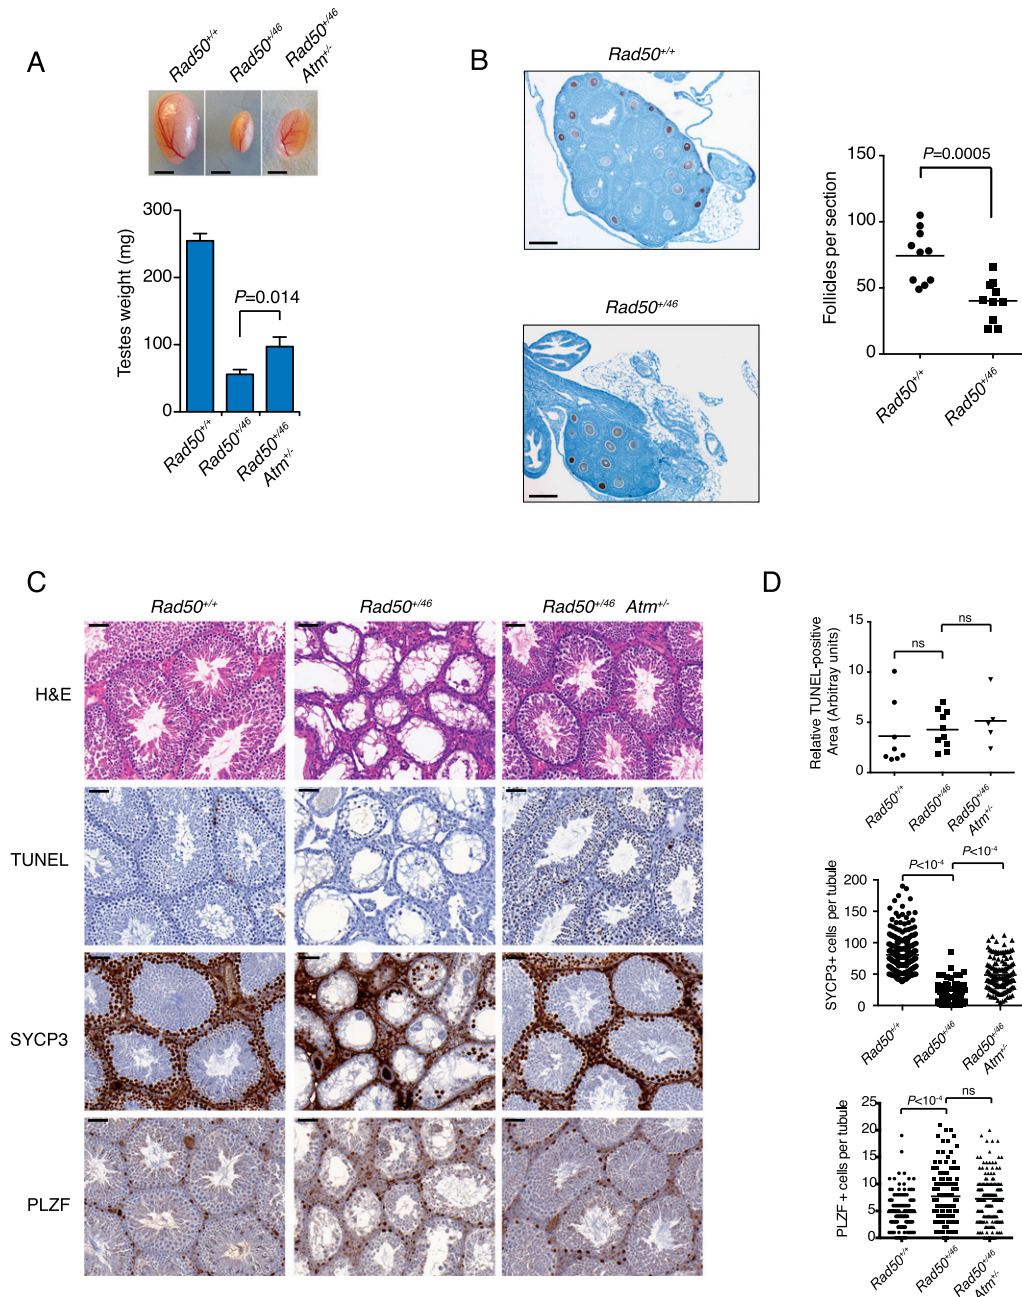 A
Rad50+/+
Rad50+/46
Rad50+/46
Atm+/-
Testes weight (mg)
300
200
100
0
P=0.014
Rad50+/+
Rad50+/46
Rad50+/46
Atm+/-
B
Rad50+/+
Rad50+/46
Follicles per section
150
100
50
0
P=0.0005
Rad50+/+
Rad50+/46
C
Rad50+/+
Rad50+/46
Rad50+/46 Atm+/-
H&E
TUNEL
SYCP3
PLZF
D
Relative TUNEL-positive
Area (Arbitray units)
15
10
5
0
ns
ns
Rad50+/+
Rad50+/46
Rad50+/46
Atm+/-
SYCP3+ cells per tubule
200
150
100
50
0
P<10-4
P<10-4
Rad50+/+
Rad50+/46
Rad50+/46
Atm+/-
PLZF + cells per tubule
25
20
15
10
5
0
P<10-4
ns
Rad50+/+
Rad50+/46
Rad50+/46
Atm+/-